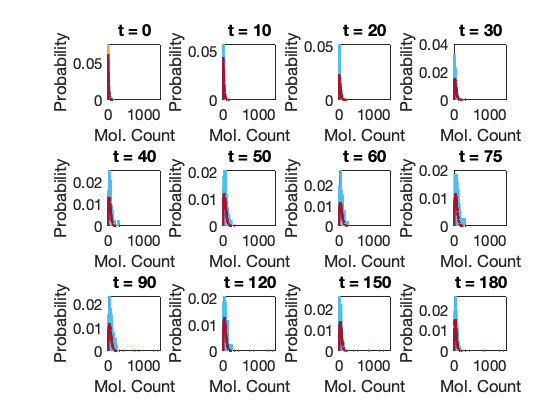 t = 0
t = 10
t = 20
t = 30
Probability
0.05
0
0 1000
Mol. Count
Probability
0.05
0
0 1000
Mol. Count
Probability
0.05
0
0 1000
Mol. Count
Probability
0.04
0.02
0
0 1000
Mol. Count
t = 40
t = 50
t = 60
t = 75
Probability
0.02
0.01
0
0 1000
Mol. Count
Probability
0.02
0.01
0
0 1000
Mol. Count
Probability
0.02
0.01
0
0 1000
Mol. Count
Probability
0.02
0.01
0
0 1000
Mol. Count
t = 90
t = 120
t = 150
t = 180
Probability
0.02
0.01
0
0 1000
Mol. Count
Probability
0.02
0.01
0
0 1000
Mol. Count
Probability
0.02
0.01
0
0 1000
Mol. Count
Probability
0.02
0.01
0
0 1000
Mol. Count